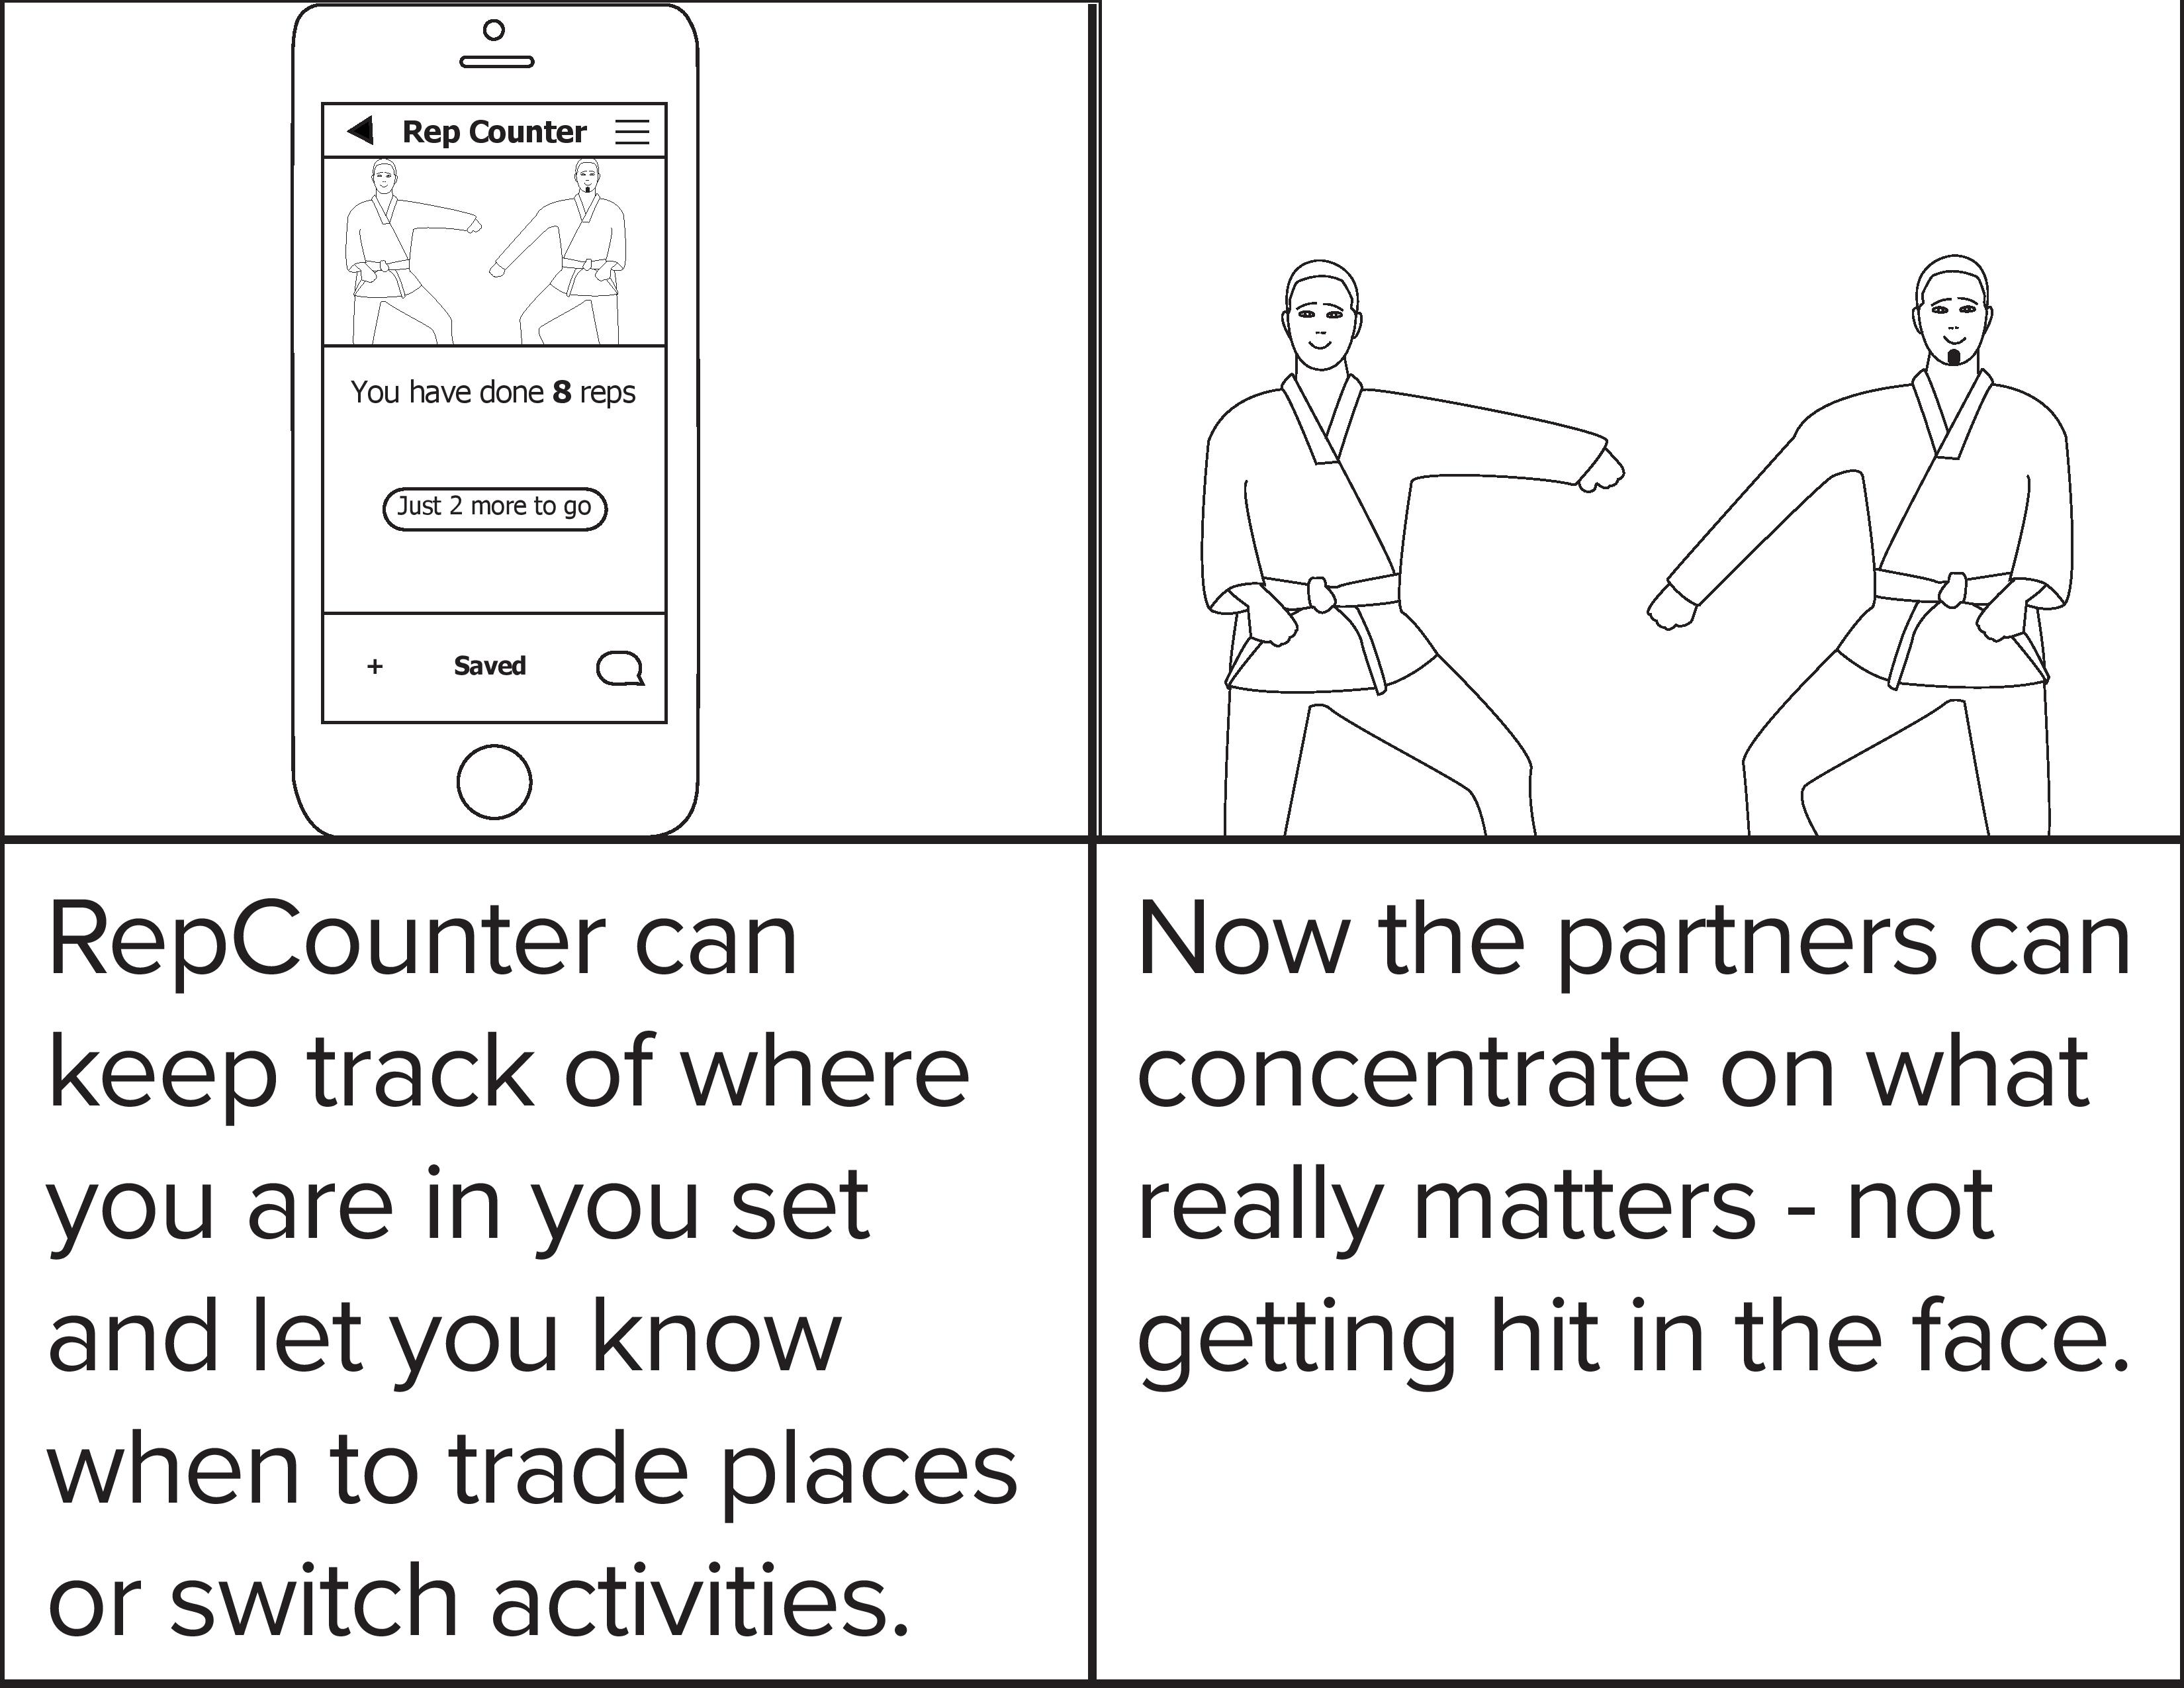 Rep Counter
You have done 8 reps
Just 2 more to go
+ Saved
RepCounter can
keep track of where
you are in you set
and let you know
when to trade places
or switch activities.
Now the partners can
concentrate on what
really matters - not
getting hit in the face.